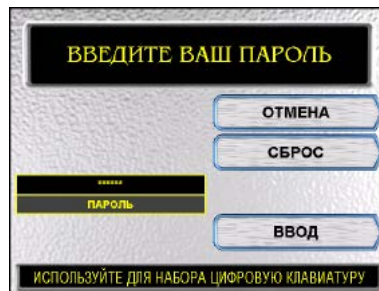 ВВЕДИТЕ ВАШ ПАРОЛЬ
ОТМЕНА
СБРОС
******
ПАРОЛЬ
ВВОД
ИСПОЛЬЗУЙТЕ ДЛЯ НАБОРА ЦИФРОВУЮ КЛАВИАТУРУ